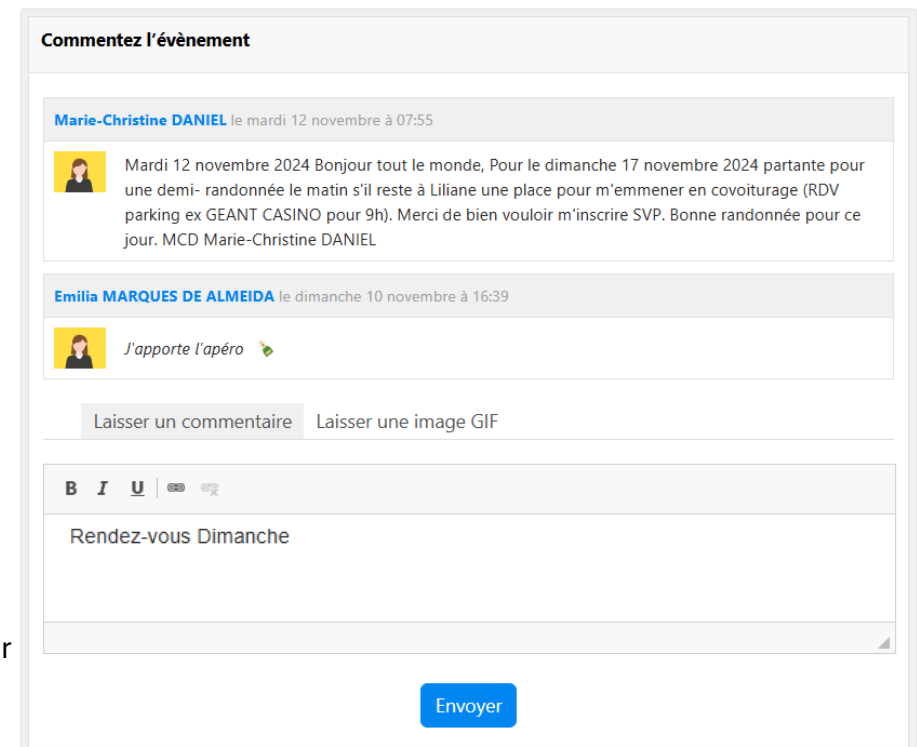 Commentez l’évènement
Marie-Christine DANIEL le mardi 12 novembre à 07:55
Mardi 12 novembre 2024 Bonjour tout le monde, Pour le dimanche 17 novembre 2024 partante pour
une demi- randonnée le matin s'il reste à Liliane une place pour m'emmener en covoiturage (RDV
parking ex GEANT CASINO pour 9h). Merci de bien vouloir m'inscrire SVP. Bonne randonnée pour ce
jour. MCD Marie-Christine DANIEL
Emilia MARQUES DE ALMEIDA le dimanche 10 novembre à 16:39
J'apporte l'apéro
Laisser un commentaire Laisser une image GIF
B I U
Rendez-vous Dimanche
r
Envoyer